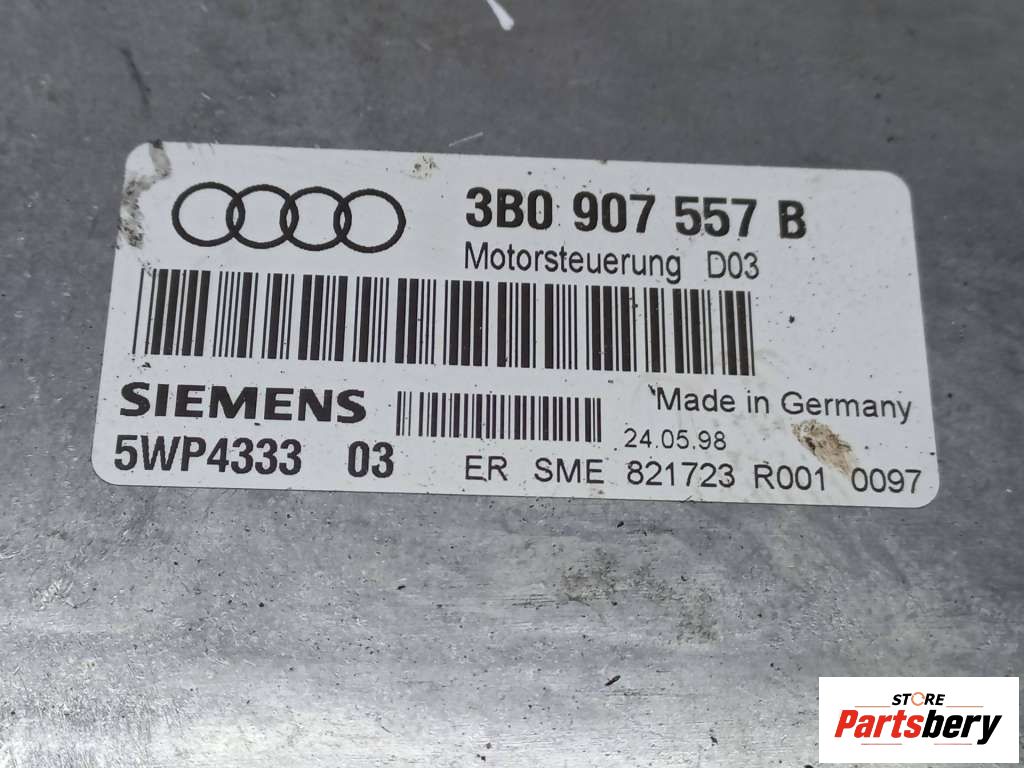 3B0 907 557 B
Motorsteuerung D03
SIEMENS
Made in Germany
24.05.98
5WP4333 03
ER SME 821723 R001 0097
STORE
Partsbery